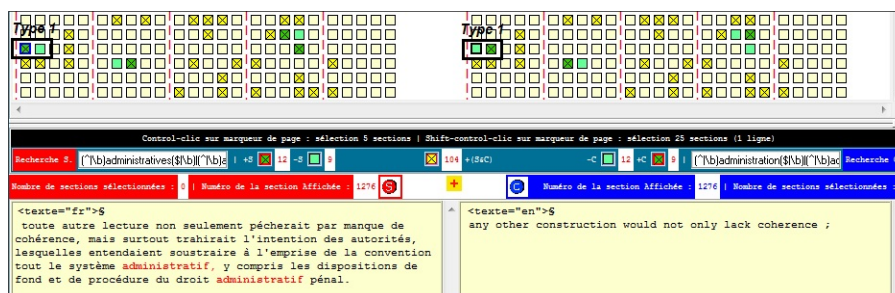 Type 1
Type 1
Control-clic sur marqueur de page : sélection 5 sections | Shift-control-clic sur marqueur de page : sélection 25 sections (1 ligne)
Recherche S. (^|\b)administratives($|\b)|(^|\b)a | +S 12 -S 9 104 +(S&C) -C 12 +C 9 | (^|\b)administration($|\b)|(^|\b)ad Recherche
Nombre de sections sélectionnées : 0 | Numéro de la section Affichée : 1276 S + C Numéro de la section Affichée : 1276 | Nombre de sections sélectionnées :
<texte="fr">§
toute autre lecture non seulement pécherait par manque de
cohérence, mais surtout trahirait l'intention des autorités,
lesquelles entendaient soustraire à l'emprise de la convention
tout le système administratif, y compris les dispositions de
fond et de procédure du droit administratif pénal.
<texte="en">§
any other construction would not only lack coherence ;